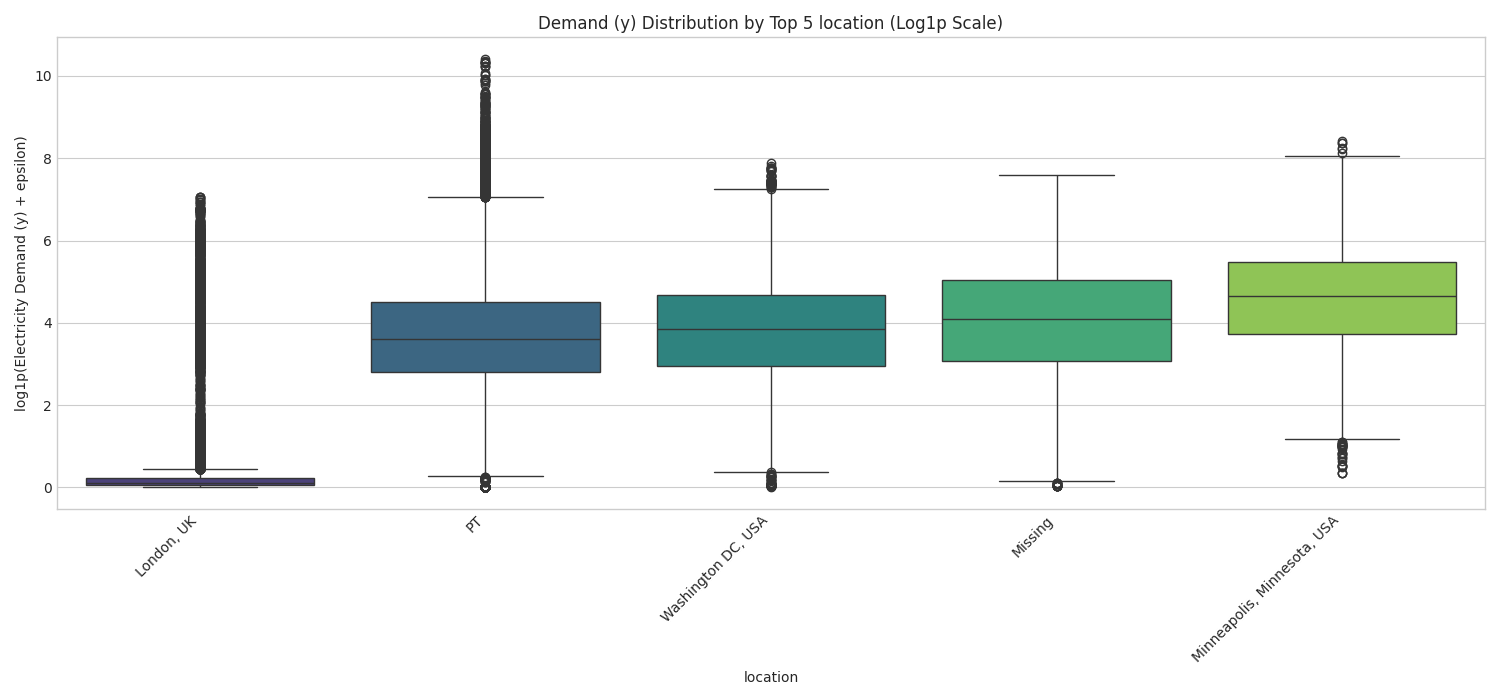 Demand (y) Distribution by Top 5 location (Log1p Scale)
log1p(Electricity Demand (y) + epsilon)
10
8
6
4
2
0
London, UK
PT
Washington DC, USA
Missing
Minneapolis, Minnesota, USA
location